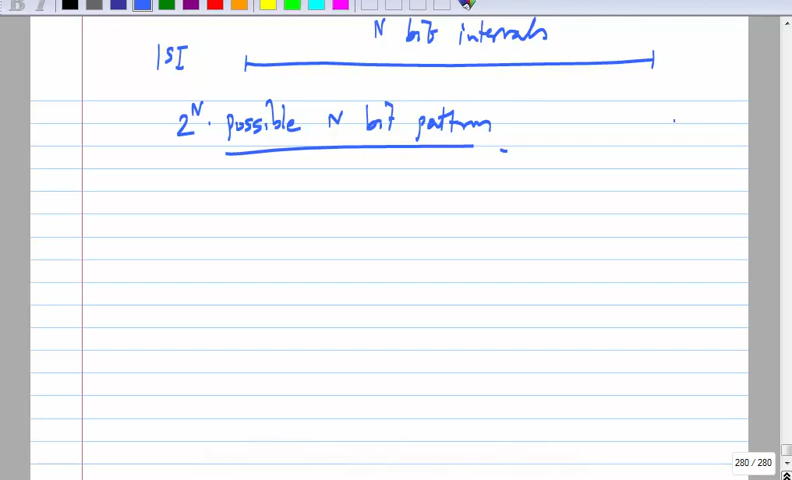 N bit intervals
ISI
2^N. possible N bit pattern
280 / 280